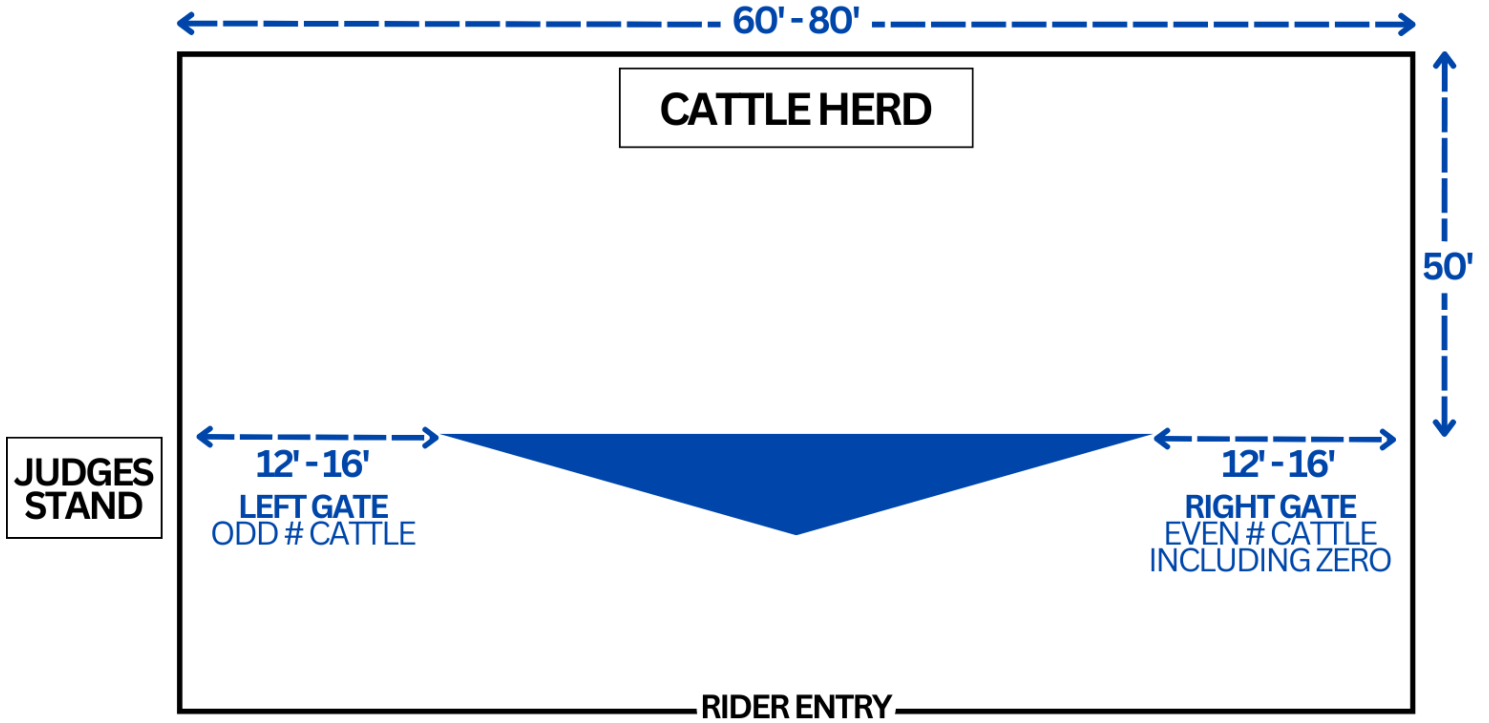 60' - 80'
CATTLE HERD
50'
JUDGES
STAND
12' - 16'
LEFT GATE
ODD # CATTLE
12' - 16'
RIGHT GATE
EVEN # CATTLE
INCLUDING ZERO
RIDER ENTRY